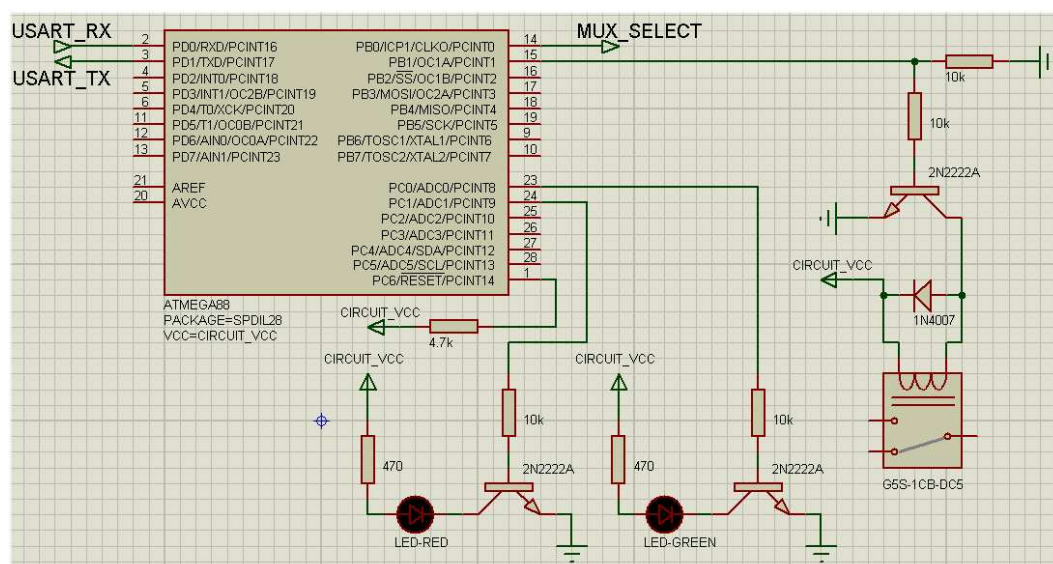 USART_RX
USART_TX
MUX_SELECT
2 PD0/RXD/PCINT16
3 PD1/TXD/PCINT17
4 PD2/INT0/PCINT18
5 PD3/INT1/OC2B/PCINT19
6 PD4/T0/XCK/PCINT20
11 PD5/T1/OC0B/PCINT21
12 PD6/AIN0/OC0A/PCINT22
13 PD7/AIN1/PCINT23
21 AREF
20 AVCC
PB0/ICP1/CLKO/PCINT0 14
PB1/OC1A/PCINT1 15
PB2/SS/OC1B/PCINT2 16
PB3/MOSI/OC2A/PCINT3 17
PB4/MISO/PCINT4 18
PB5/SCK/PCINT5 19
PB6/TOSC1/XTAL1/PCINT6 9
PB7/TOSC2/XTAL2/PCINT7 10
PC0/ADC0/PCINT8 23
PC1/ADC1/PCINT9 24
PC2/ADC2/PCINT10 25
PC3/ADC3/PCINT11 26
PC4/ADC4/SDA/PCINT12 27
PC5/ADC5/SCL/PCINT13 28
PC6/RESET/PCINT14 1
ATMEGA88
PACKAGE=SPDIL28
VCC=CIRCUIT_VCC
10k
10k
2N2222A
CIRCUIT_VCC
1N4007
G5S-1CB-DC5
CIRCUIT_VCC
4.7k
CIRCUIT_VCC
470
10k
2N2222A
LED-RED
CIRCUIT_VCC
470
10k
2N2222A
LED-GREEN